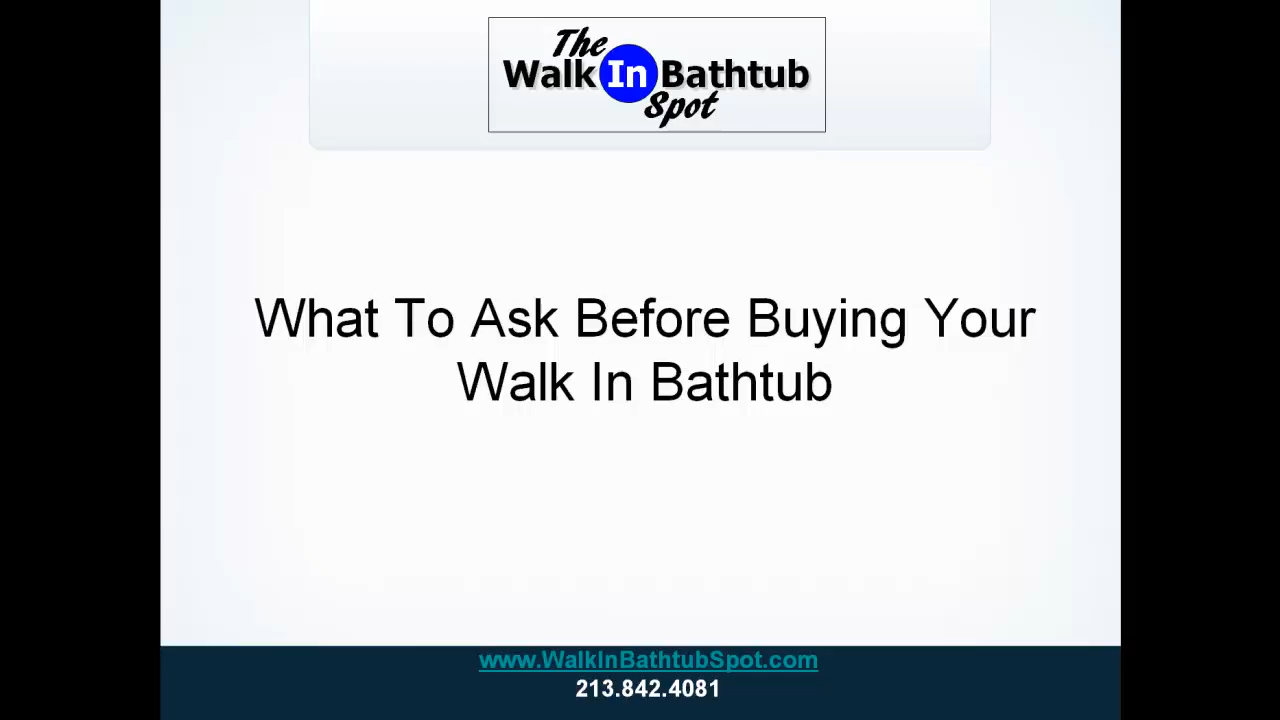 The
Walk In Bathtub
Spot
What To Ask Before Buying Your
Walk In Bathtub
www.WalkInBathtubSpot.com
213.842.4081